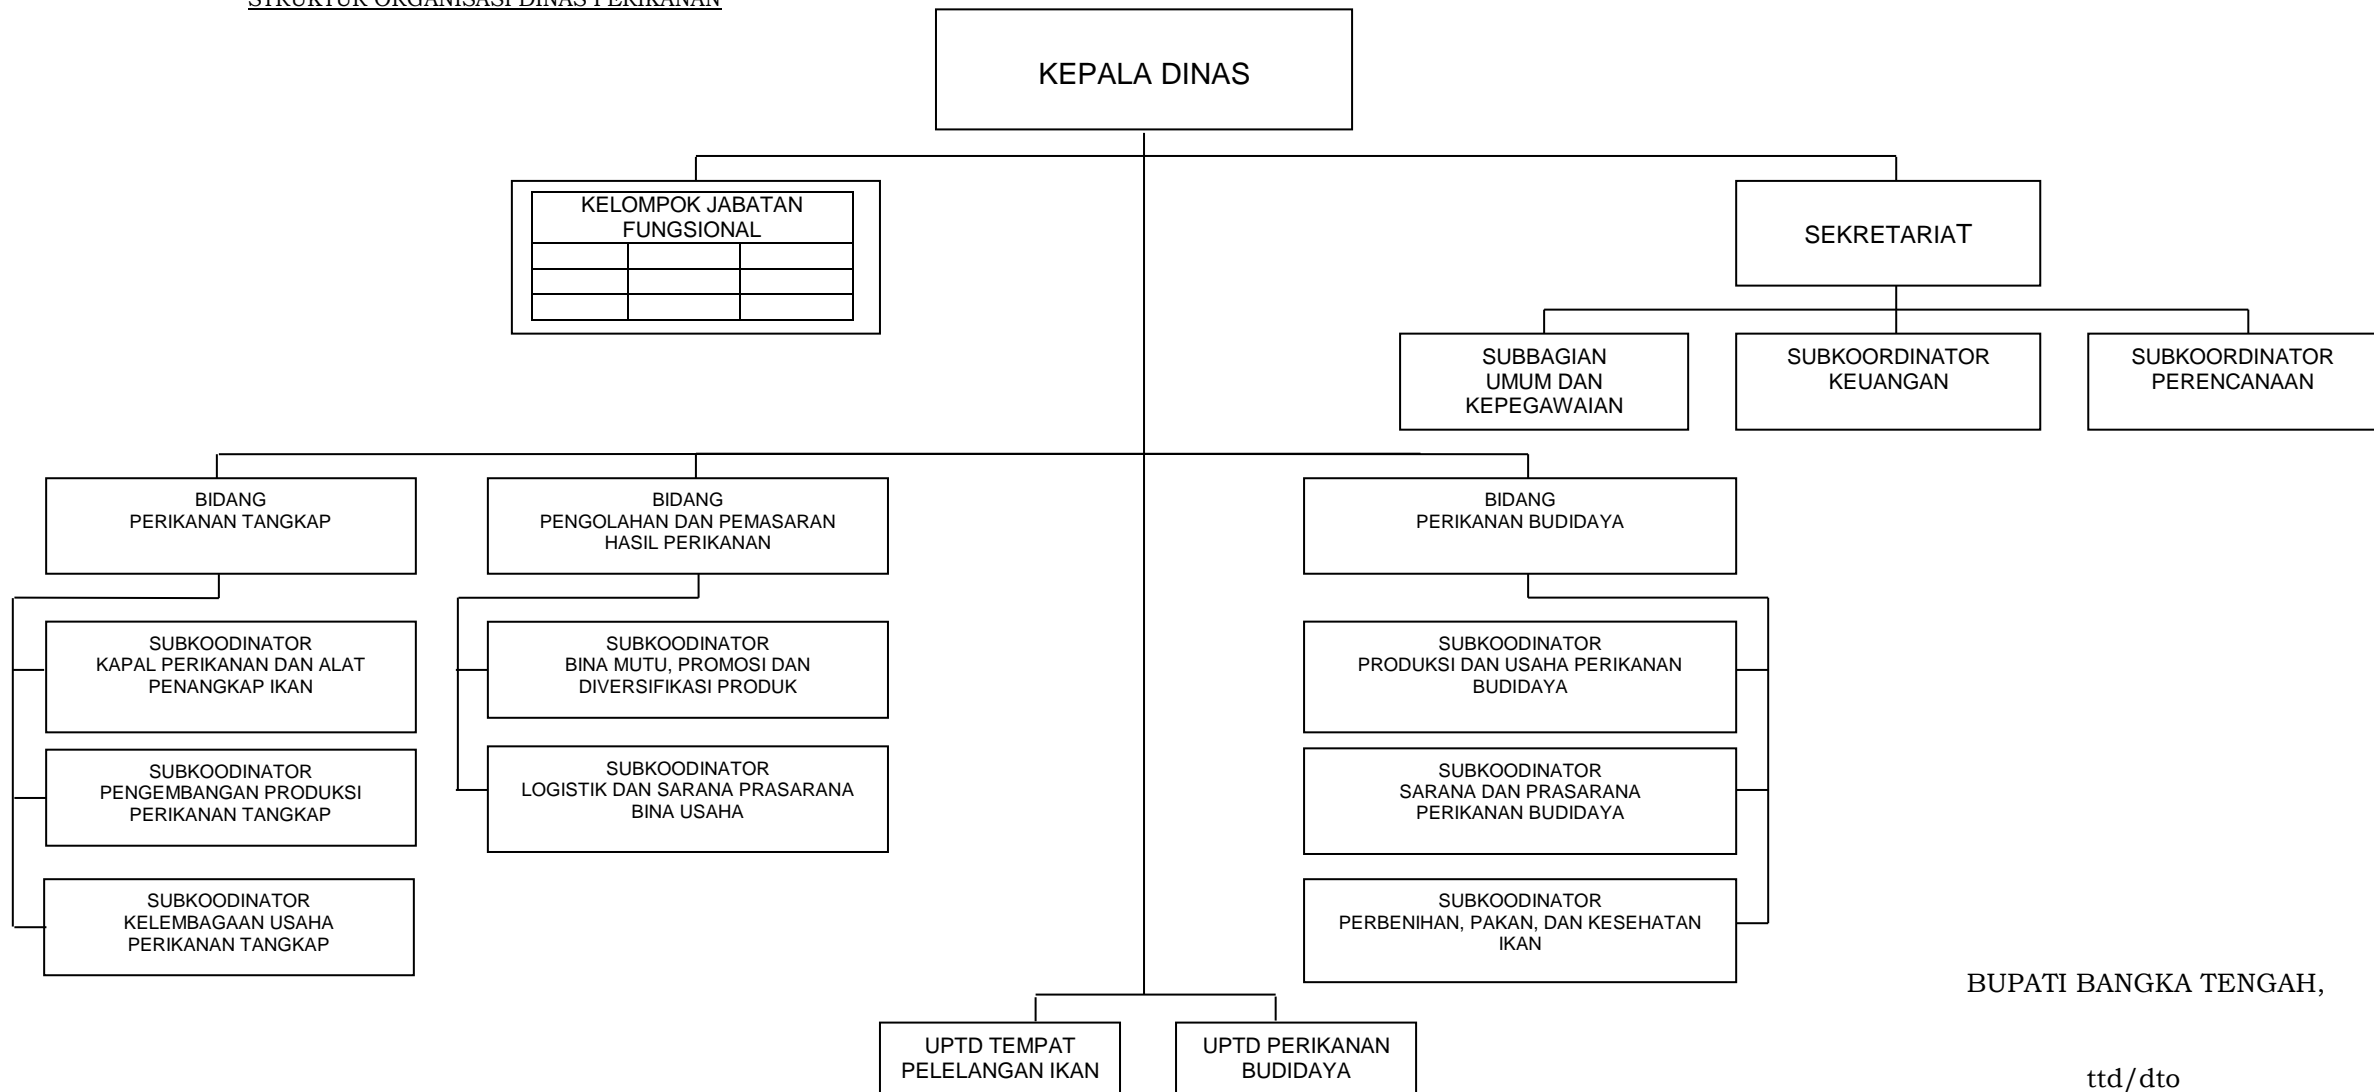 STRUKTUR ORGANISASI DINAS PERIKANAN
KEPALA DINAS
KELOMPOK JABATAN
FUNGSIONAL
SEKRETARIAT
SUBBAGIAN
UMUM DAN
KEPEGAWAIAN
SUBKOORDINATOR
KEUANGAN
SUBKOORDINATOR
PERENCANAAN
BIDANG
PERIKANAN TANGKAP
BIDANG
PENGOLAHAN DAN PEMASARAN
HASIL PERIKANAN
BIDANG
PERIKANAN BUDIDAYA
SUBKOODINATOR
KAPAL PERIKANAN DAN ALAT
PENANGKAP IKAN
SUBKOODINATOR
BINA MUTU, PROMOSI DAN
DIVERSIFIKASI PRODUK
SUBKOODINATOR
PRODUKSI DAN USAHA PERIKANAN
BUDIDAYA
SUBKOODINATOR
PENGEMBANGAN PRODUKSI
PERIKANAN TANGKAP
SUBKOODINATOR
LOGISTIK DAN SARANA PRASARANA
BINA USAHA
SUBKOODINATOR
SARANA DAN PRASARANA
PERIKANAN BUDIDAYA
SUBKOODINATOR
KELEMBAGAAN USAHA
PERIKANAN TANGKAP
SUBKOODINATOR
PERBENIHAN, PAKAN, DAN KESEHATAN
IKAN
BUPATI BANGKA TENGAH,
UPTD TEMPAT
PELELANGAN IKAN
UPTD PERIKANAN
BUDIDAYA
ttd/dto